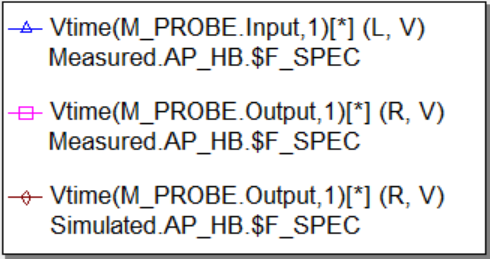 Vtime(M_PROBE.Input,1)[*] (L, V)
Measured.AP_HB.$F_SPEC
Vtime(M_PROBE.Output,1)[*] (R, V)
Measured.AP_HB.$F_SPEC
Vtime(M_PROBE.Output,1)[*] (R, V)
Simulated.AP_HB.$F_SPEC